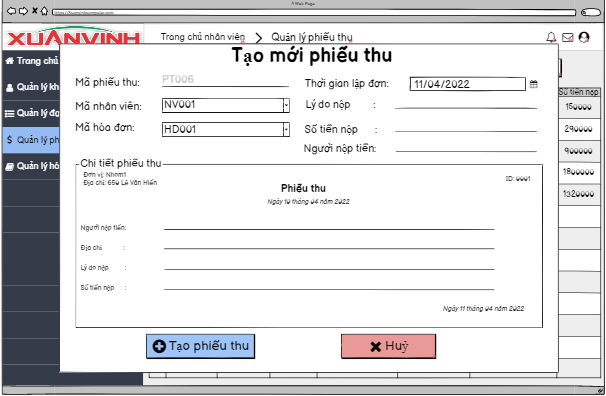 A Web Page
https://Xuanvinhcomputer.com
XUANVINH
Trang chủ nhân viên > Quản lý phiếu thu
Trang chủ
Quản lý kh
Quản lý đơ
$ Quản lý ph
Quản lý hó
Tạo mới phiếu thu
Mã phiếu thu: PT006
Thời gian lập đơn: 11/04/2022
Mã nhân viên: NV001
Lý do nộp :
Mã hóa đơn: HD001
Số tiền nộp :
Người nộp tiền:
Chi tiết phiếu thu
Đơn vị: Nhom1
Địa chỉ: 650 Lê Văn Hiến
ID: 0001
Phiếu thu
Ngày 10 tháng 04 năm 2022
Người nộp tiền:
Địa chỉ :
Lý do nộp :
Số tiền nộp :
Ngày 11 tháng 04 năm 2022
Tạo phiếu thu
Huỷ
Số tiền nộp
150000
290000
900000
1800000
1320000